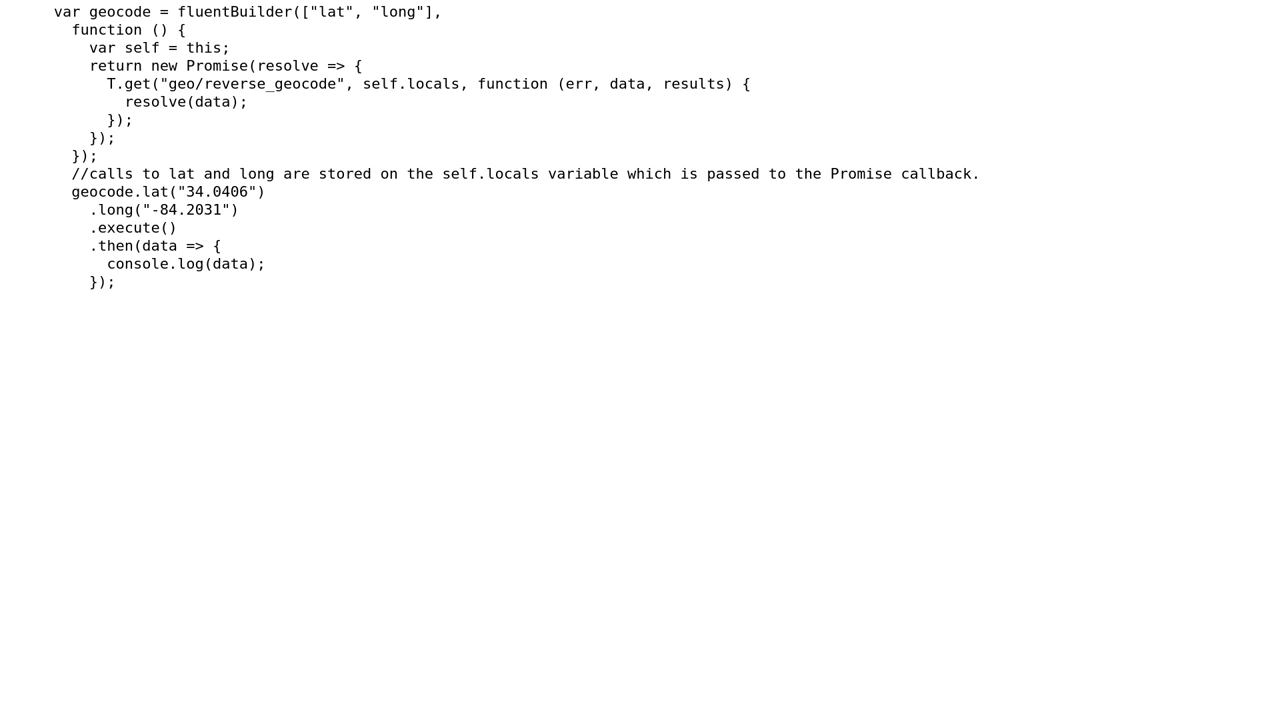 var geocode = fluentBuilder(["lat", "long"],
  function () {
    var self = this;
    return new Promise(resolve => {
      T.get("geo/reverse_geocode", self.locals, function (err, data, results) {
        resolve(data);
      });
    });
  });
  //calls to lat and long are stored on the self.locals variable which is passed to the Promise callback.
  geocode.lat("34.0406")
    .long("-84.2031")
    .execute()
    .then(data => {
      console.log(data);
    });